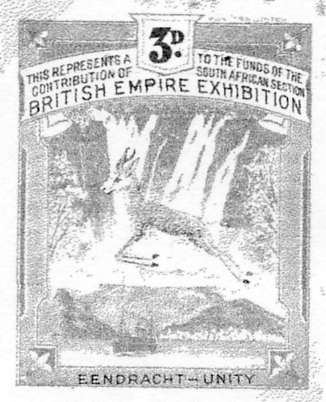 3D.
THIS REPRESENTS A
CONTRIBUTION OF
TO THE FUNDS OF THE
SOUTH AFRICAN SECTION
BRITISH EMPIRE EXHIBITION
EENDRACHT - UNITY